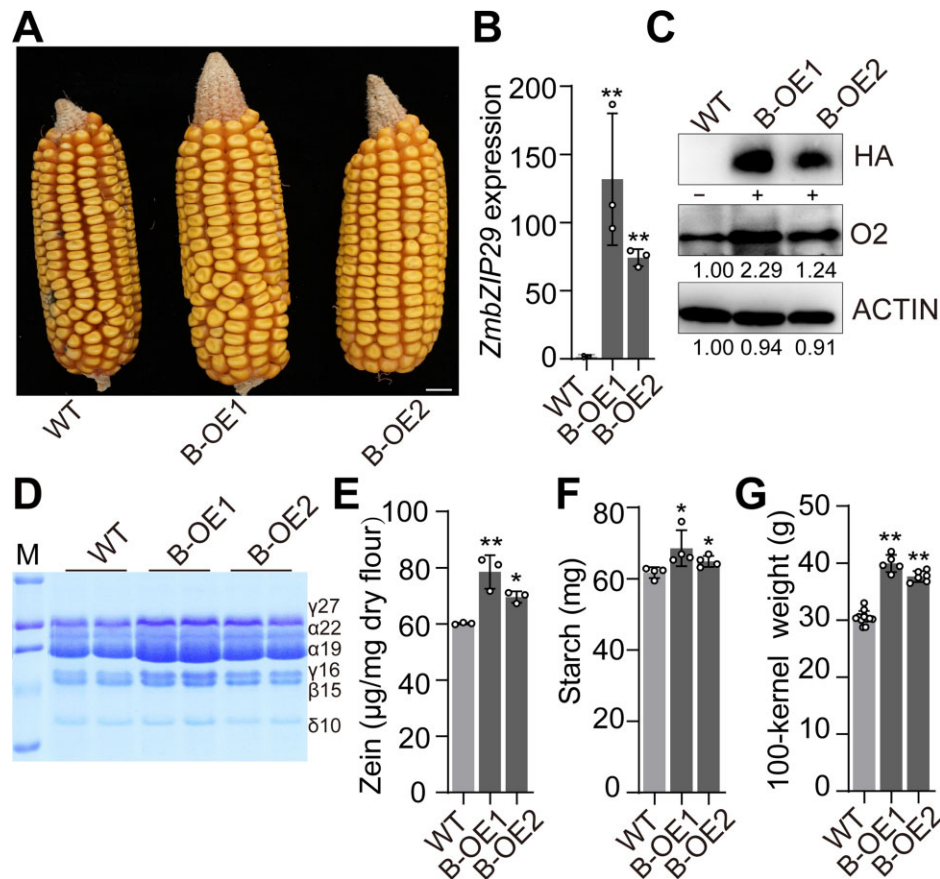 A
WT
B-OE1
B-OE2
B
ZmbZIP29 expression
200
150
100
50
0
**
**
WT
B-OE1
B-OE2
C
WT
B-OE1
B-OE2
HA
− + +
O2
1.00 2.29 1.24
ACTIN
1.00 0.94 0.91
D
M
WT
B-OE1
B-OE2
γ27
α22
α19
γ16
β15
δ10
E
Zein (μg/mg dry flour)
100
80
60
40
20
0
**
*
WT
B-OE1
B-OE2
F
Starch (mg)
80
60
40
20
0
*
*
WT
B-OE1
B-OE2
G
100-kernel weight (g)
50
40
30
20
10
0
**
**
WT
B-OE1
B-OE2